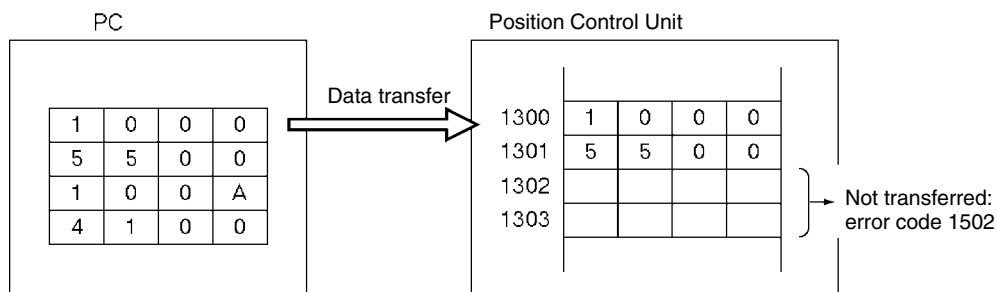 PC
Position Control Unit
1 0 0 0
5 5 0 0
1 0 0 A
4 1 0 0
Data transfer
1300 1 0 0 0
1301 5 5 0 0
1302
1303
Not transferred:
error code 1502